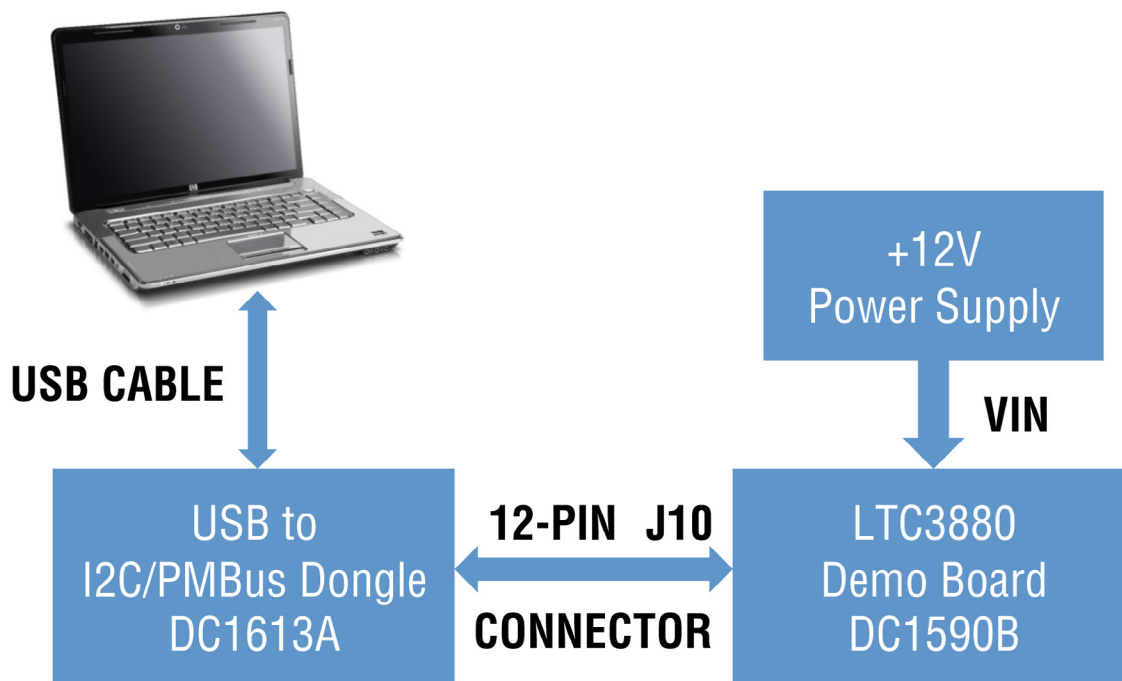 +12V
Power Supply
USB CABLE
VIN
USB to
I2C/PMBus Dongle
DC1613A
12-PIN J10
CONNECTOR
LTC3880
Demo Board
DC1590B